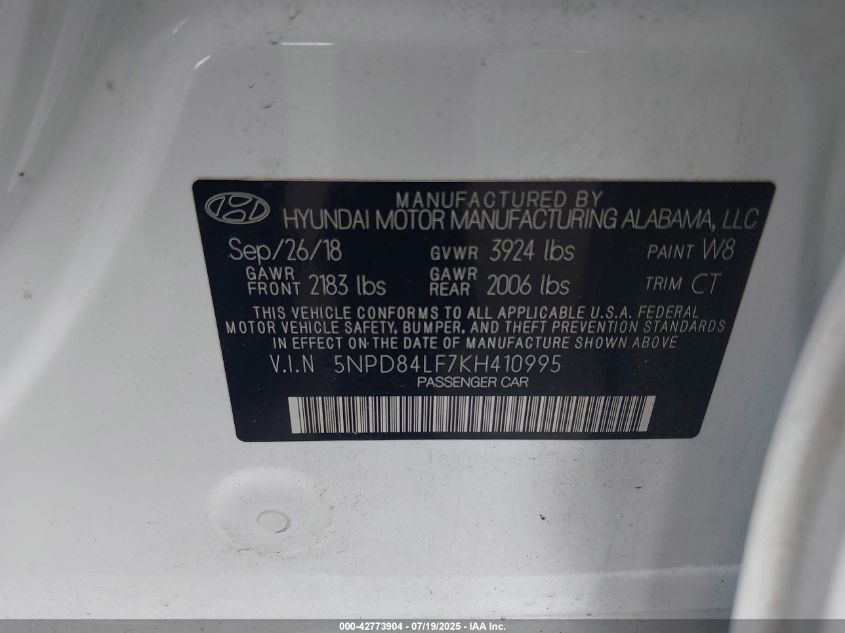 MANUFACTURED BY
HYUNDAI MOTOR MANUFACTURING ALABAMA, LLC
Sep/26/18 GVWR 3924 lbs PAINT W8
GAWR FRONT 2183 lbs GAWR REAR 2006 lbs TRIM CT
THIS VEHICLE CONFORMS TO ALL APPLICABLE U.S.A. FEDERAL
MOTOR VEHICLE SAFETY, BUMPER, AND THEFT PREVENTION STANDARDS
IN EFFECT ON THE DATE OF MANUFACTURE SHOWN ABOVE
V.I.N 5NPD84LF7KH410995
PASSENGER CAR
000-42773904 - 07/19/2025 - IAA Inc.